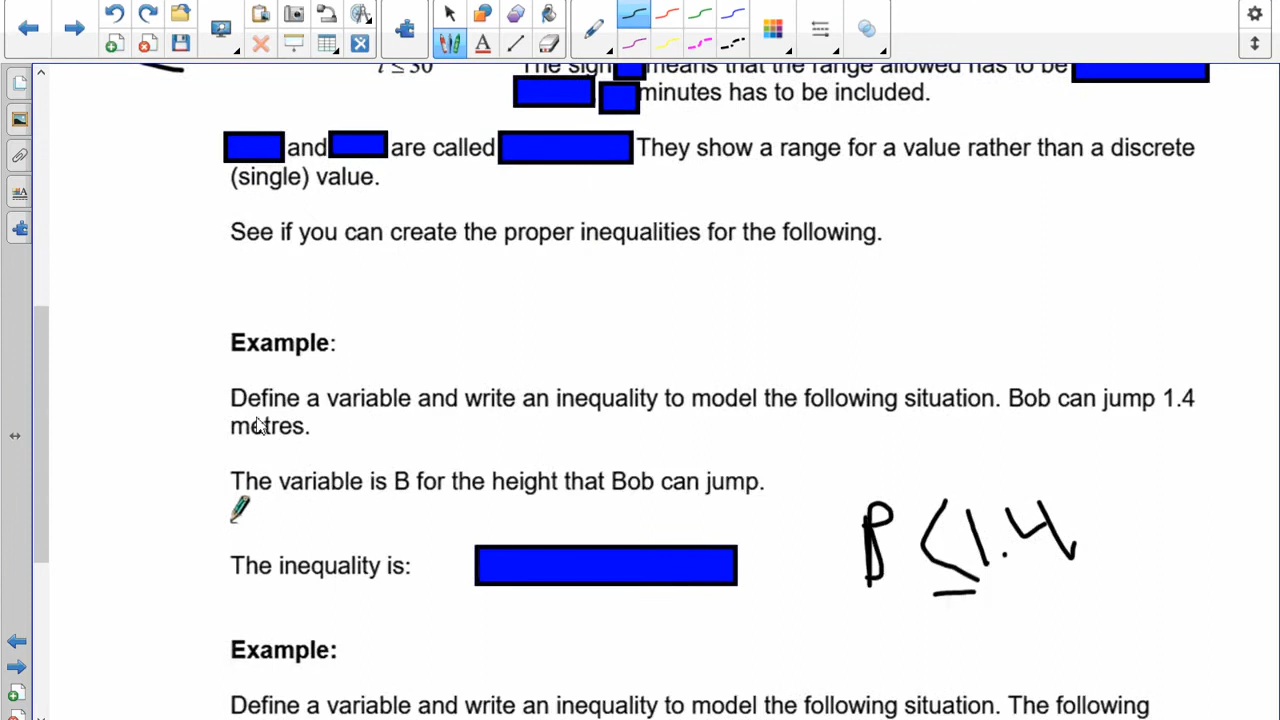 t ≤ 30 The sign means that the range allowed has to be
minutes has to be included.
and are called They show a range for a value rather than a discrete
(single) value.
See if you can create the proper inequalities for the following.
Example:
Define a variable and write an inequality to model the following situation. Bob can jump 1.4
metres.
The variable is B for the height that Bob can jump.
B ≤ 1.4
The inequality is:
Example:
Define a variable and write an inequality to model the following situation. The following